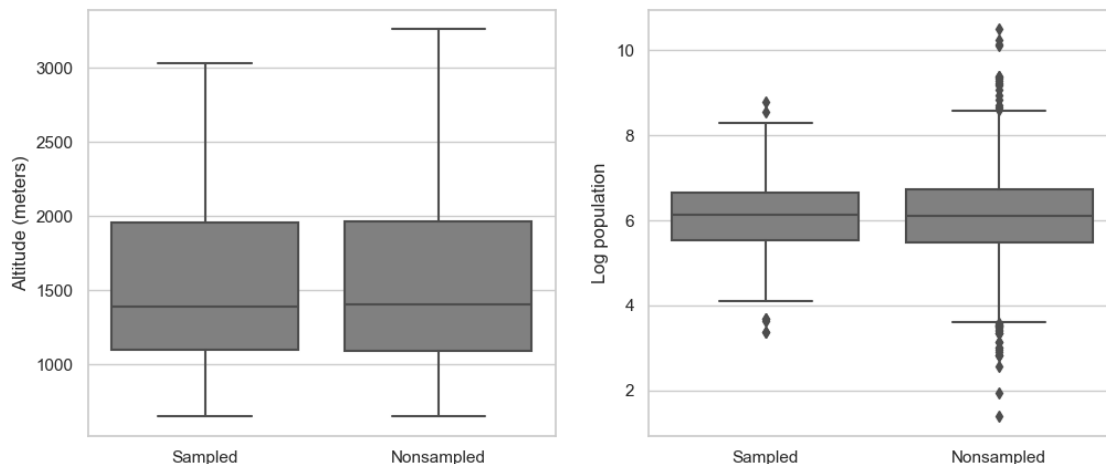 Altitude (meters)
3000
2500
2000
1500
1000
Sampled
Nonsampled
Log population
10
8
6
4
2
Sampled
Nonsampled